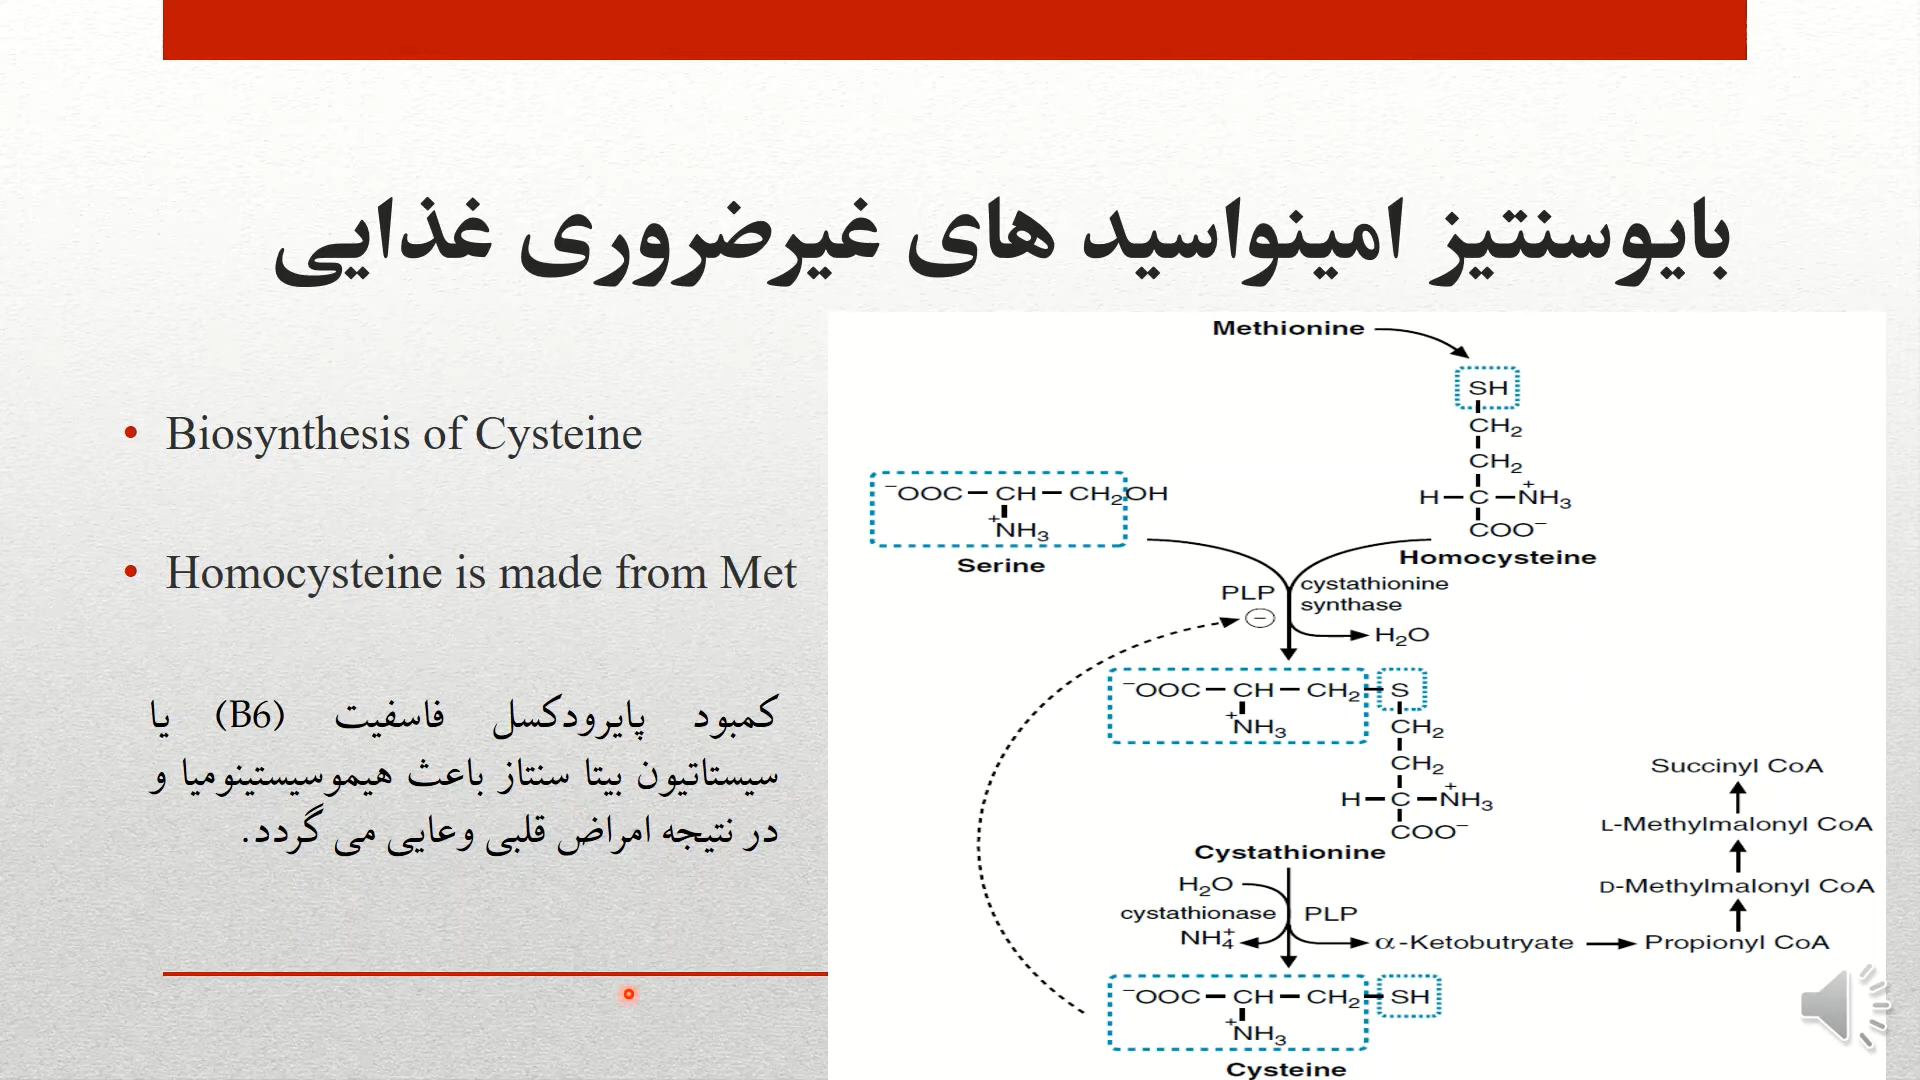 بایوسنتیز امینواسید های غیرضروری غذایی
• Biosynthesis of Cysteine
• Homocysteine is made from Met
کمبود پایرودکسل فاسفیت (B6) یا
سیستاتیون بیتا سنتاز باعث هیموسیستینومیا و
در نتیجه امراض قلبی وعایی می گردد.
Methionine
SH
CH₂
CH₂
H—C—NH₃⁺
COO⁻
Homocysteine
⁻OOC—CH—CH₂OH
⁺NH₃
Serine
PLP
⊖
cystathionine
synthase
H₂O
⁻OOC—CH—CH₂—S
⁺NH₃
CH₂
CH₂
H—C—NH₃⁺
COO⁻
Cystathionine
H₂O
cystathionase
PLP
NH₄⁺
α-Ketobutryate
Propionyl CoA
D-Methylmalonyl CoA
L-Methylmalonyl CoA
Succinyl CoA
⁻OOC—CH—CH₂—SH
⁺NH₃
Cysteine